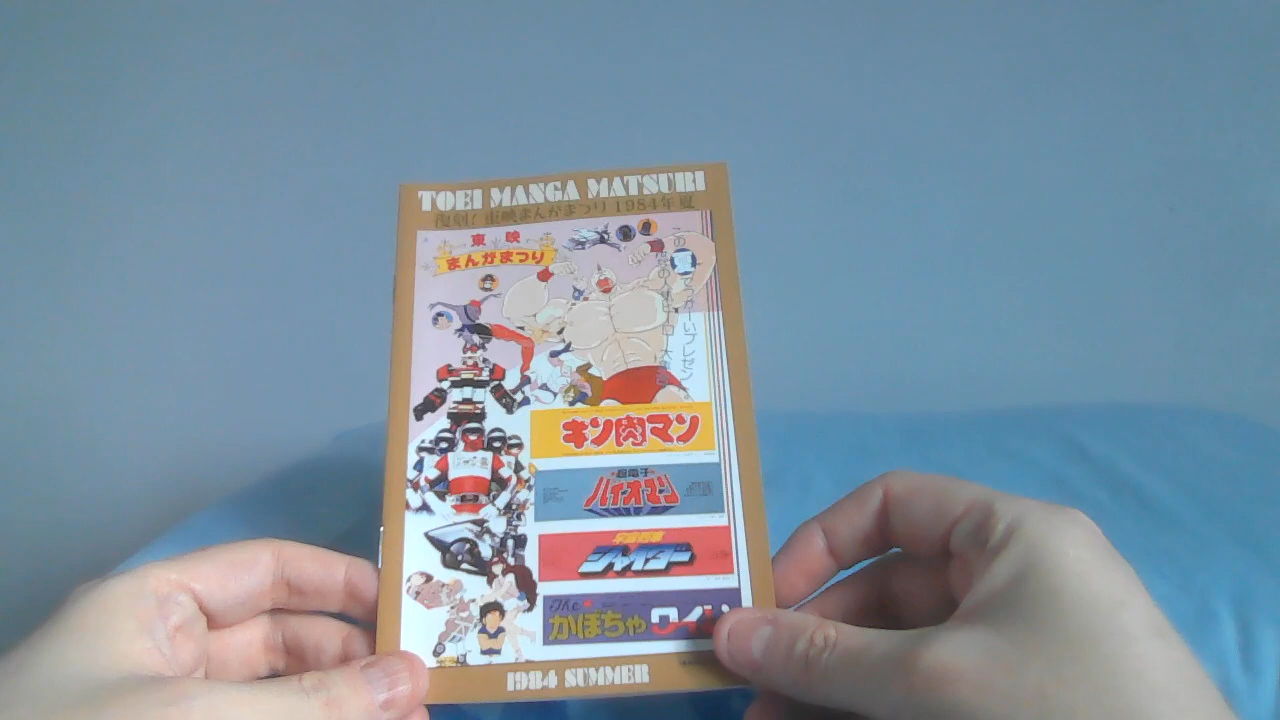 TOEI MANGA MATSURI
復刻!東映まんがまつり 1984年夏
東映
まんがまつり
キン肉マン
超電子
バイオマン
宇宙刑事
シャイダー
The
かぼちゃワイン
1984 SUMMER